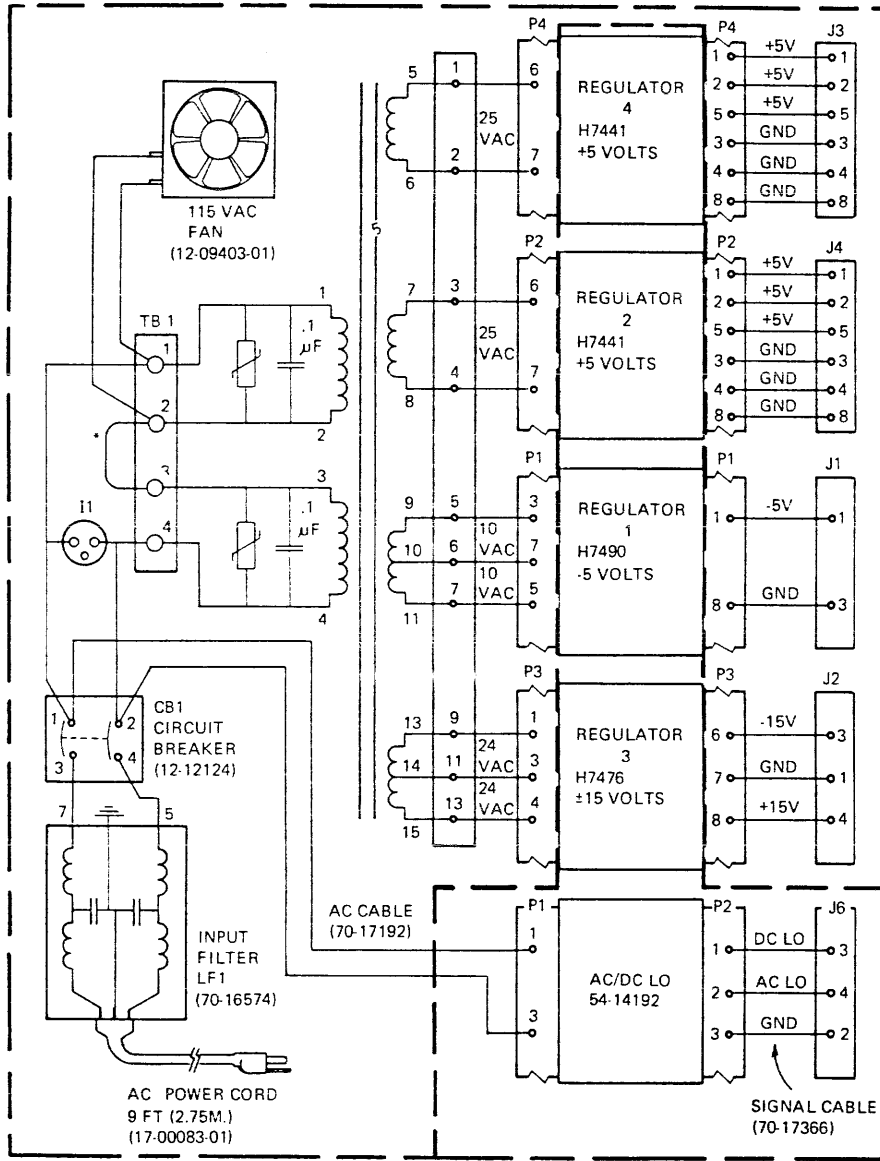 115 VAC
FAN
(12-09403-01)
TB 1
1
2
3
4
*
I1
1
.1
µF
2
3
.1
µF
4
5
5
6
7
8
9
10
11
13
14
15
1
2
3
4
5
6
7
9
11
13
25
VAC
25
VAC
10
VAC
10
VAC
24
VAC
24
VAC
P4
6
7
REGULATOR
4
H7441
+5 VOLTS
P4
1
2
5
3
4
8
+5V
+5V
+5V
GND
GND
GND
J3
1
2
5
3
4
8
P2
6
7
REGULATOR
2
H7441
+5 VOLTS
P2
1
2
5
3
4
8
+5V
+5V
+5V
GND
GND
GND
J4
1
2
5
3
4
8
P1
3
7
5
REGULATOR
1
H7490
-5 VOLTS
P1
1
8
-5V
GND
J1
1
3
P3
1
3
4
REGULATOR
3
H7476
±15 VOLTS
P3
6
7
8
-15V
GND
+15V
J2
3
1
4
1
2
3
4
CB1
CIRCUIT
BREAKER
(12-12124)
7
5
INPUT
FILTER
LF1
(70-16574)
AC CABLE
(70-17192)
AC POWER CORD
9 FT (2.75M.)
(17-00083-01)
P1
1
3
AC/DC LO
54-14192
P2
1
2
3
DC LO
AC LO
GND
J6
3
4
2
SIGNAL CABLE
(70-17366)